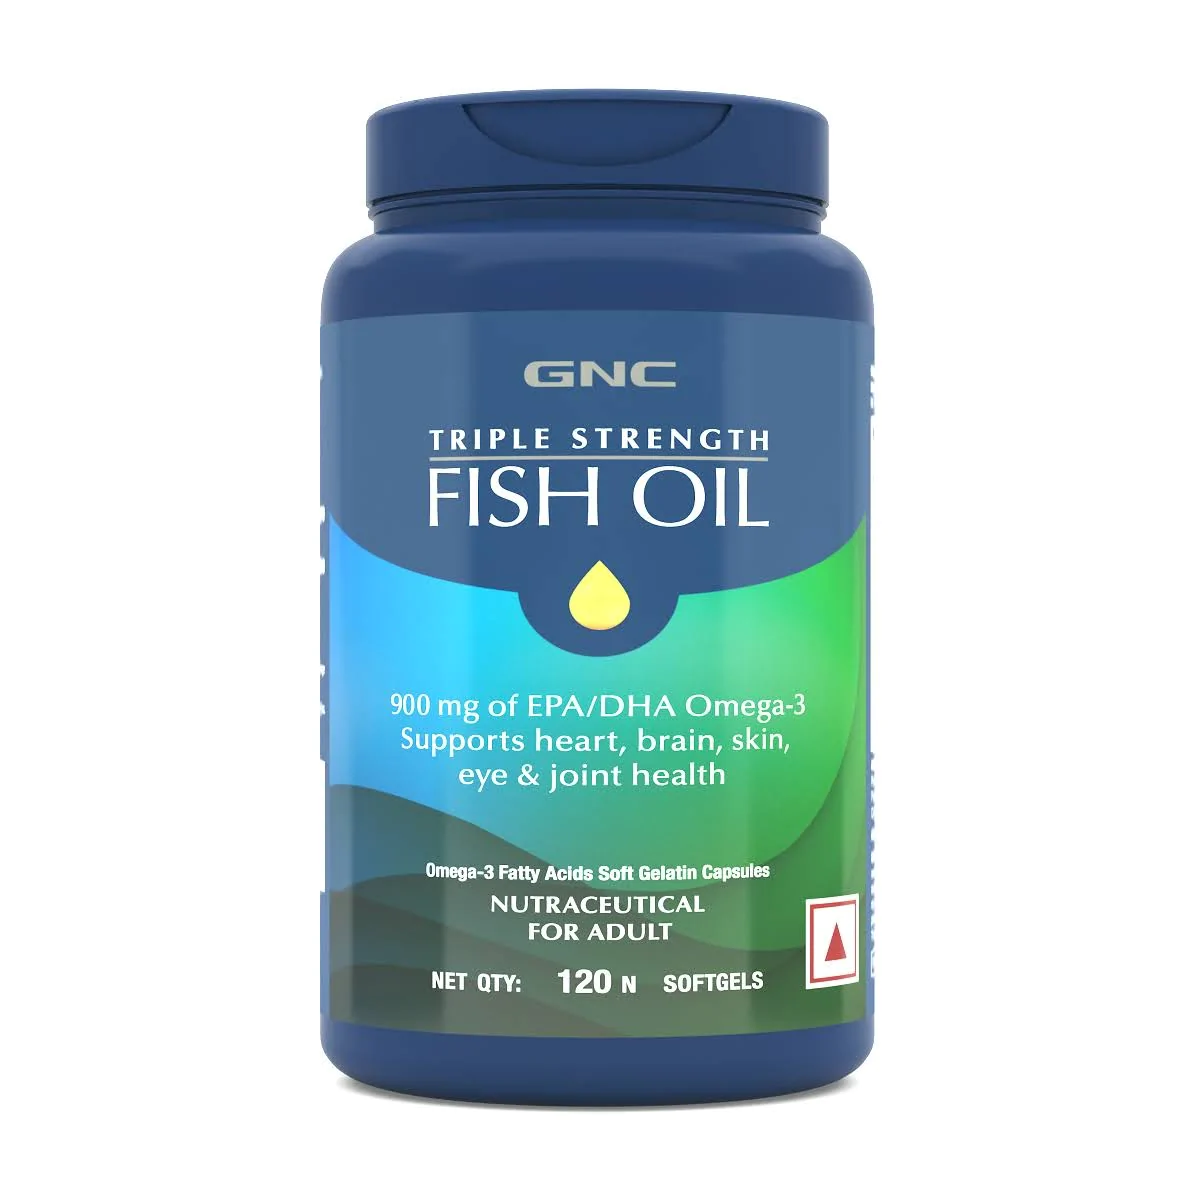 GNC
TRIPLE STRENGTH
FISH OIL
900 mg of EPA/DHA Omega-3
Supports heart, brain, skin,
eye & joint health
Omega-3 Fatty Acids Soft Gelatin Capsules
NUTRACEUTICAL
FOR ADULT
NET QTY: 120 N SOFTGELS